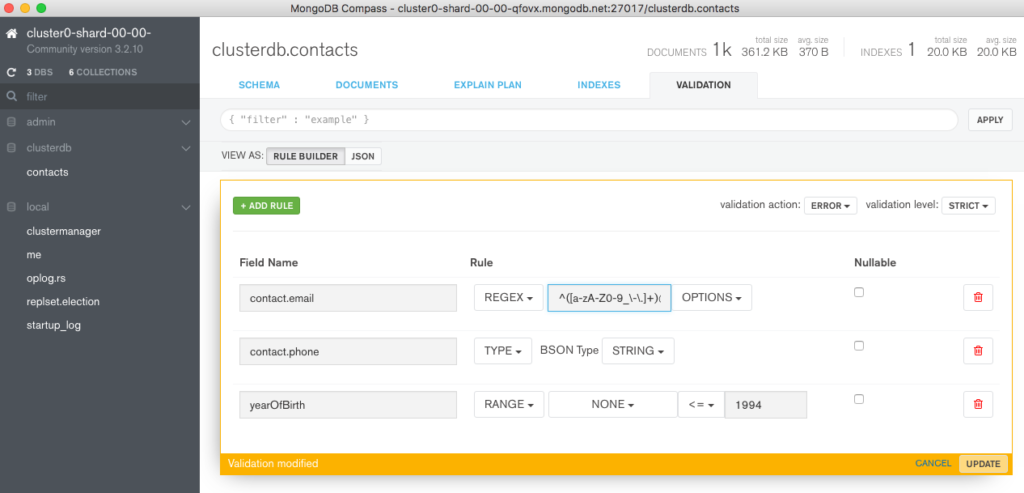 MongoDB Compass - cluster0-shard-00-00-qfovx.mongodb.net:27017/clusterdb.contacts
cluster0-shard-00-00-
Community version 3.2.10
3 DBS 6 COLLECTIONS
filter
admin
clusterdb
contacts
local
clustermanager
me
oplog.rs
replset.election
startup_log
clusterdb.contacts
DOCUMENTS 1k total size 361.2 KB avg. size 370 B
INDEXES 1 total size 20.0 KB avg. size 20.0 KB
SCHEMA DOCUMENTS EXPLAIN PLAN INDEXES VALIDATION
{ "filter" : "example" } APPLY
VIEW AS: RULE BUILDER JSON
+ ADD RULE validation action: ERROR validation level: STRICT
Field Name Rule Nullable
contact.email REGEX ^([a-zA-Z0-9_\-\.]+)( OPTIONS
contact.phone TYPE BSON Type STRING
yearOfBirth RANGE NONE <= 1994
Validation modified CANCEL UPDATE